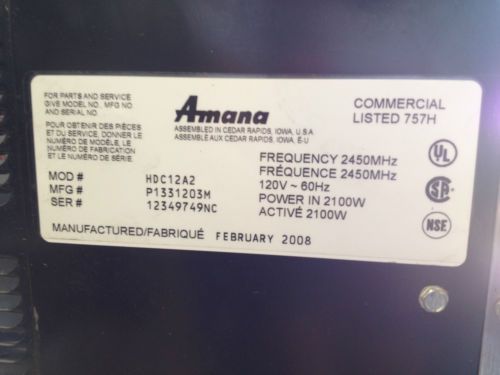 FOR PARTS AND SERVICE
GIVE MODEL NO., MFG NO
AND SERIAL NO.
POUR OBTENIR DES PIÈCES
ET DU SERVICE, DONNER LE
NUMÉRO DE MODÈLE, LE
NUMÉRO DE FABRICATION
ET LE NUMÉRO DE SÉRIE.
Amana
ASSEMBLED IN CEDAR RAPIDS, IOWA, U.S.A
ASSEMBLÉ AUX CEDAR RAPIDS, IOWA, E-U
COMMERCIAL
LISTED 757H
MOD # HDC12A2
MFG # P1331203M
SER # 12349749NC
FREQUENCY 2450MHz
FRÉQUENCE 2450MHz
120V ~ 60Hz
POWER IN 2100W
ACTIVÉ 2100W
UL
SA
NSF
MANUFACTURED/FABRIQUÉ FEBRUARY 2008